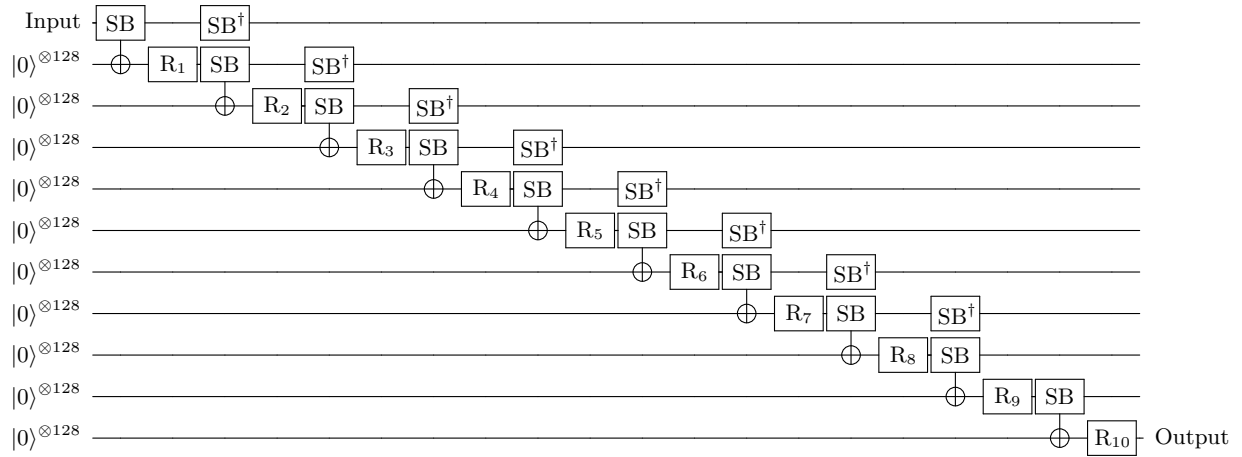 Input SB SB†
|0⟩⊗128 R1 SB SB†
|0⟩⊗128 R2 SB SB†
|0⟩⊗128 R3 SB SB†
|0⟩⊗128 R4 SB SB†
|0⟩⊗128 R5 SB SB†
|0⟩⊗128 R6 SB SB†
|0⟩⊗128 R7 SB SB†
|0⟩⊗128 R8 SB
|0⟩⊗128 R9 SB
|0⟩⊗128 R10 Output